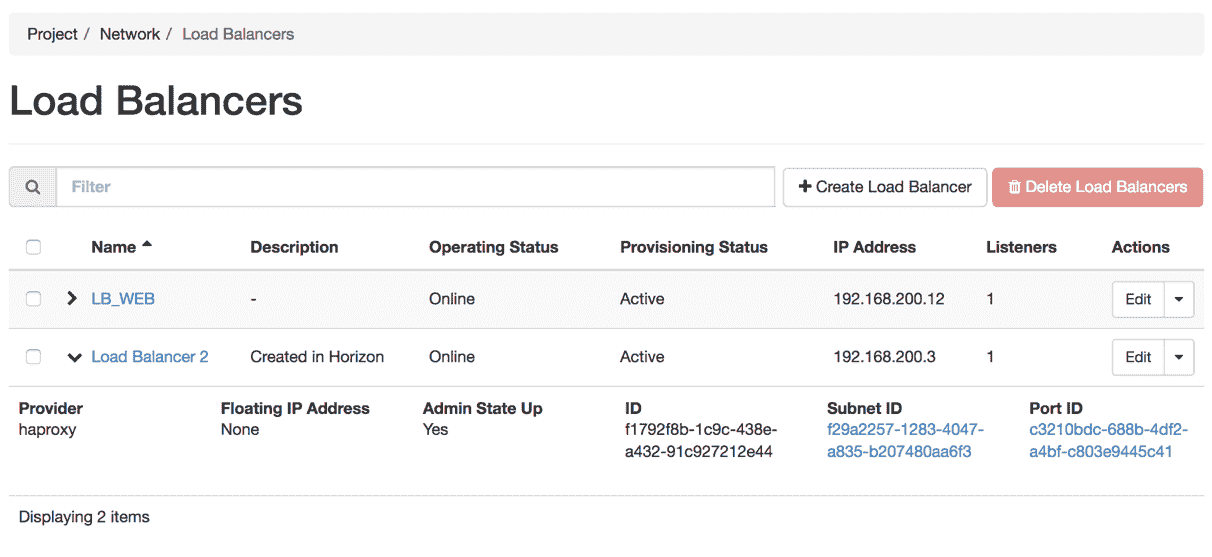 Project / Network / Load Balancers
Load Balancers
Filter Create Load Balancer Delete Load Balancers
Name Description Operating Status Provisioning Status IP Address Listeners Actions
LB_WEB - Online Active 192.168.200.12 1 Edit
Load Balancer 2 Created in Horizon Online Active 192.168.200.3 1 Edit
Provider Floating IP Address Admin State Up ID Subnet ID Port ID
haproxy None Yes f1792f8b-1c9c-438e- f29a2257-1283-4047- c3210bdc-688b-4df2-
a432-91c927212e44 a835-b207480aa6f3 a4bf-c803e9445c41
Displaying 2 items